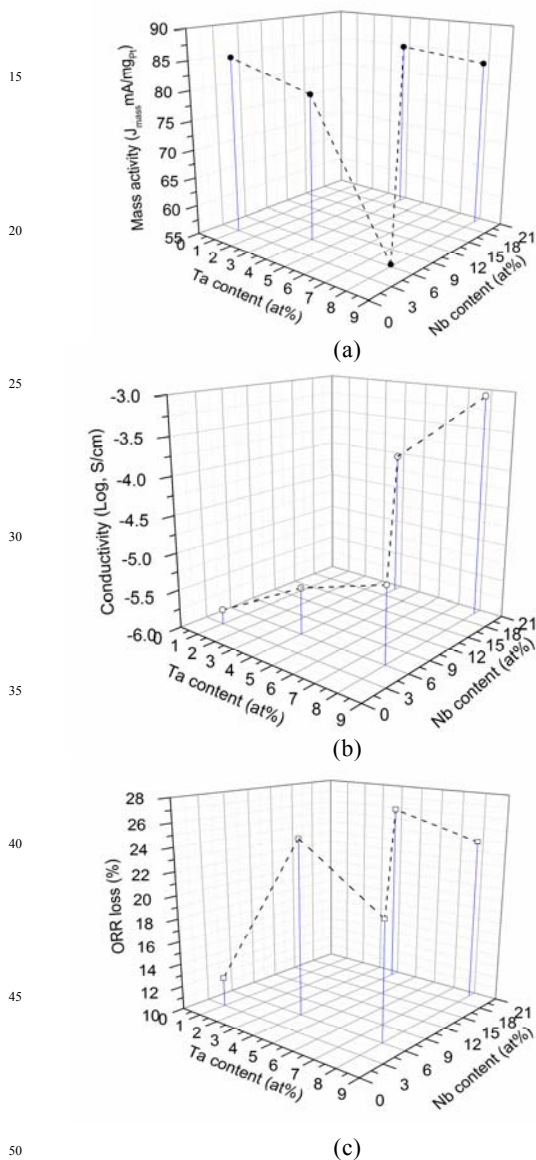 90
15
85
80
75
70
65
20
60
55
Mass activity (J_mass mA/mg_Pt)
0 1 2 3 4 5 6 7 8 9
Ta content (at%)
0 3 6 9 12 15 18 21
Nb content (at%)
(a)
25
-3.0
-3.5
-4.0
-4.5
30
-5.0
-5.5
-6.0
Conductivity (Log, S/cm)
0 1 2 3 4 5 6 7 8 9
Ta content (at%)
0 3 6 9 12 15 18 21
Nb content (at%)
35
(b)
28
26
40
24
22
20
18
16
14
12
45
10
ORR loss (%)
0 1 2 3 4 5 6 7 8 9
Ta content (at%)
0 3 6 9 12 15 18 21
Nb content (at%)
50
(c)